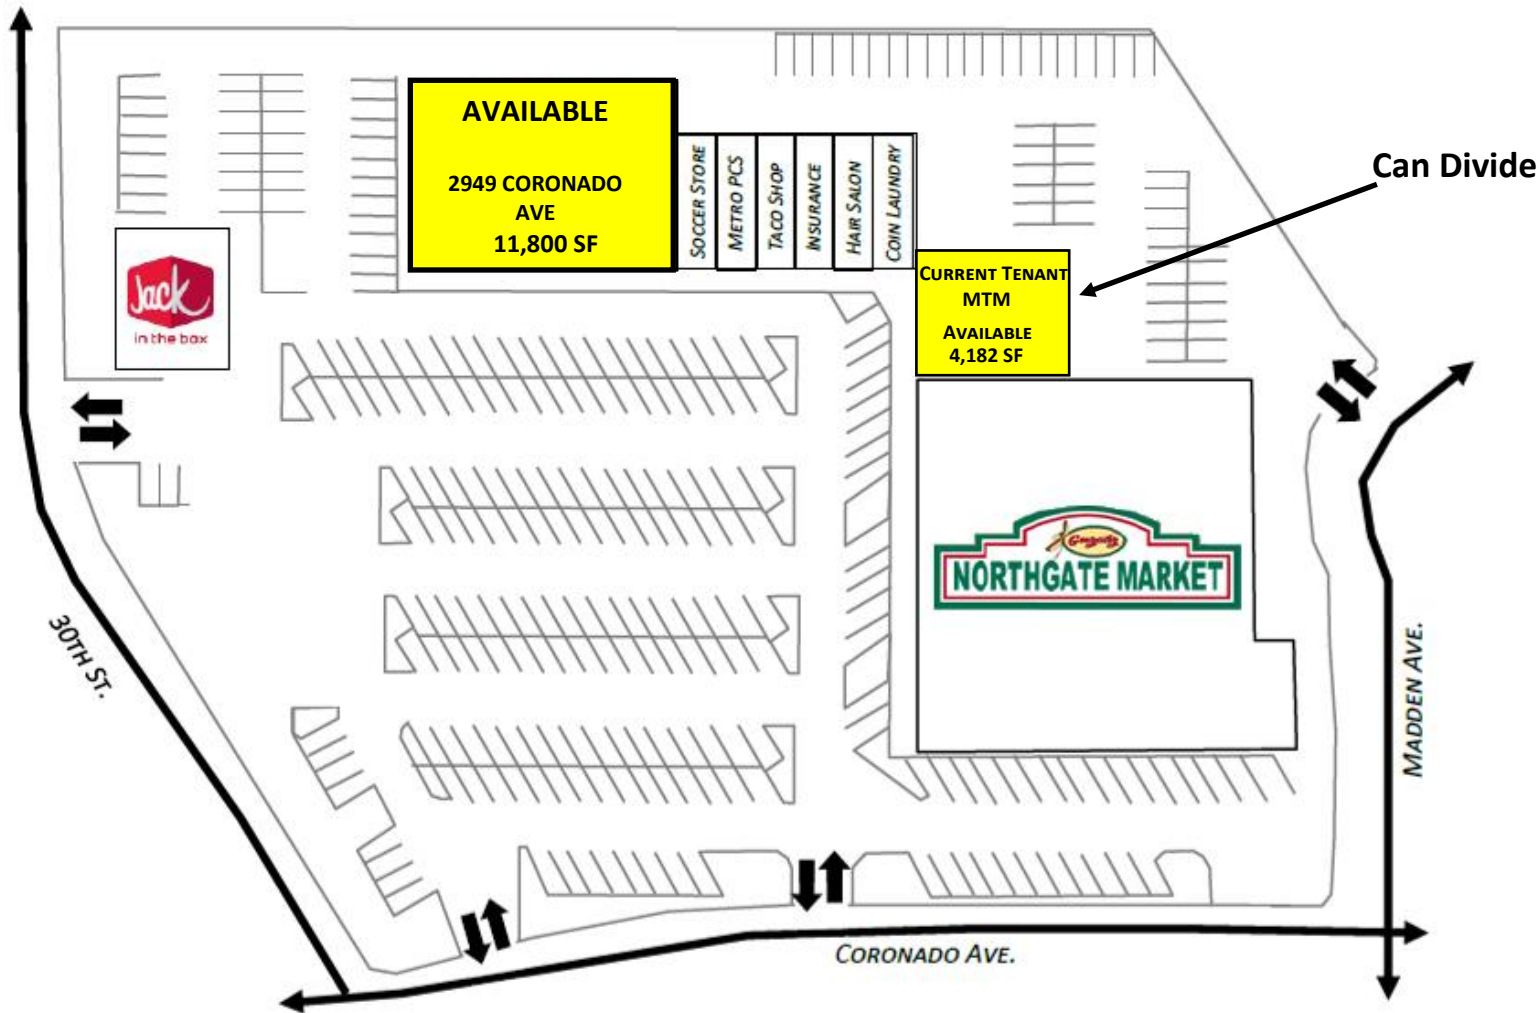 AVAILABLE
2949 CORONADO
AVE
11,800 SF
SOCCER STORE
METRO PCS
TACO SHOP
INSURANCE
HAIR SALON
COIN LAUNDRY
Can Divide
CURRENT TENANT
MTM
AVAILABLE
4,182 SF
Jack
in the box
Gonzalez
NORTHGATE MARKET
30TH ST.
MADDEN AVE.
CORONADO AVE.